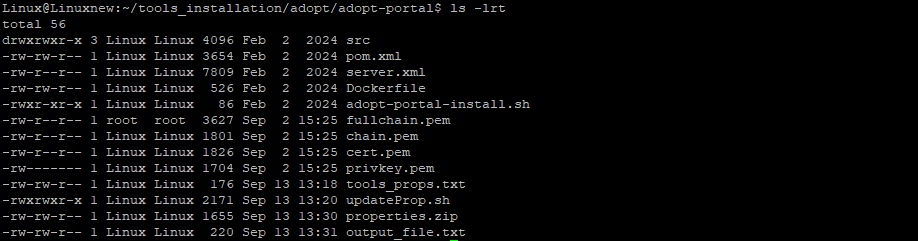 Linux@Linuxnew:~/tools_installation/adopt/adopt-portal$ ls -lrt
total 56
drwxrwxr-x 3 Linux Linux 4096 Feb  2  2024 src
-rw-rw-r-- 1 Linux Linux 3654 Feb  2  2024 pom.xml
-rw-r--r-- 1 Linux Linux 7809 Feb  2  2024 server.xml
-rw-rw-r-- 1 Linux Linux  526 Feb  2  2024 Dockerfile
-rwxr-xr-x 1 Linux Linux   86 Feb  2  2024 adopt-portal-install.sh
-rw-r--r-- 1 root  root  3627 Sep  2 15:25 fullchain.pem
-rw-r--r-- 1 Linux Linux 1801 Sep  2 15:25 chain.pem
-rw-r--r-- 1 Linux Linux 1826 Sep  2 15:25 cert.pem
-rw------- 1 Linux Linux 1704 Sep  2 15:25 privkey.pem
-rw-rw-r-- 1 Linux Linux  176 Sep 13 13:18 tools_props.txt
-rwxrwxr-x 1 Linux Linux 2171 Sep 13 13:20 updateProp.sh
-rw-rw-r-- 1 Linux Linux 1655 Sep 13 13:30 properties.zip
-rw-rw-r-- 1 Linux Linux  220 Sep 13 13:31 output_file.txt